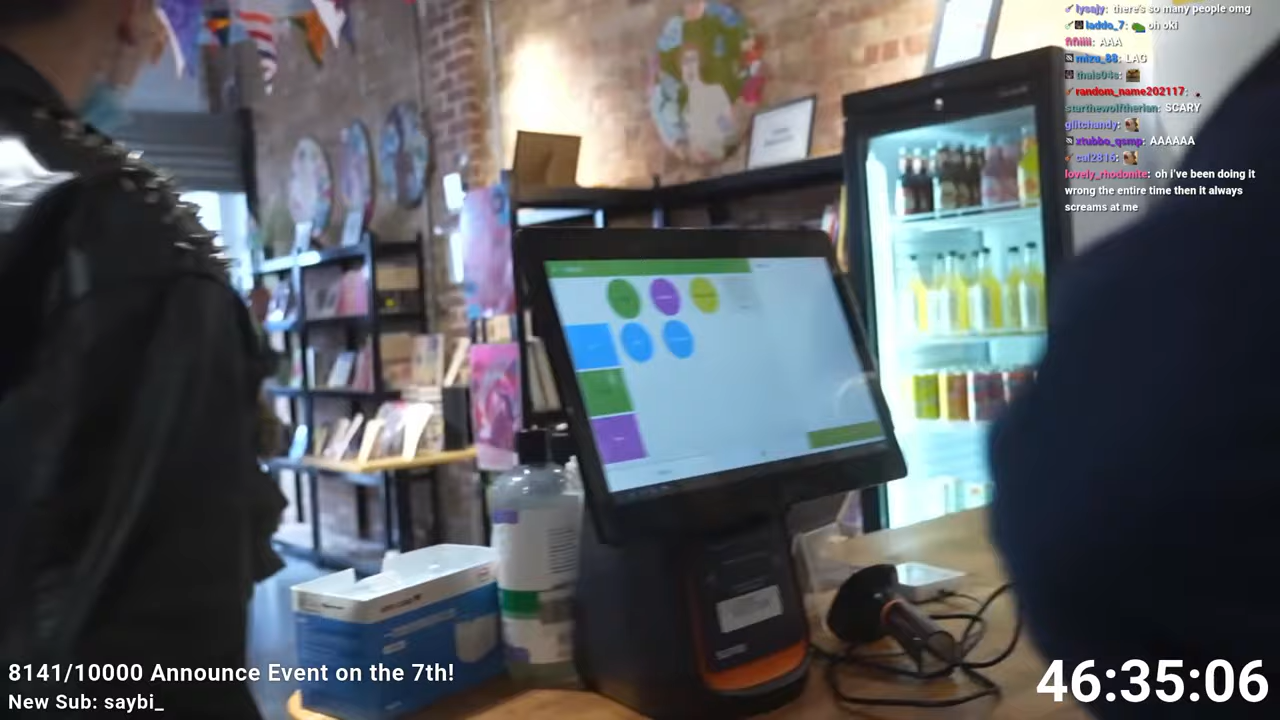 lysajy: there's so many people omg
laddo_7: oh oki
fifiiiii: AAA
mizu_88: LAG
thais04s:
random_name202117:
starthewolftherian: SCARY
glitchandy:
xtubbo_qsmp: AAAAAA
cal2816:
lovely_rhodonite: oh I've been doing it
wrong the entire time then it always
screams at me
8141/10000 Announce Event on the 7th!
New Sub: saybi_
46:35:06